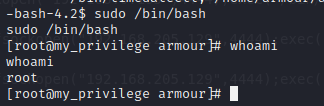 -bash-4.2$ sudo /bin/bash
sudo /bin/bash
[root@my_privilege armour]# whoami
whoami
root
[root@my_privilege armour]#